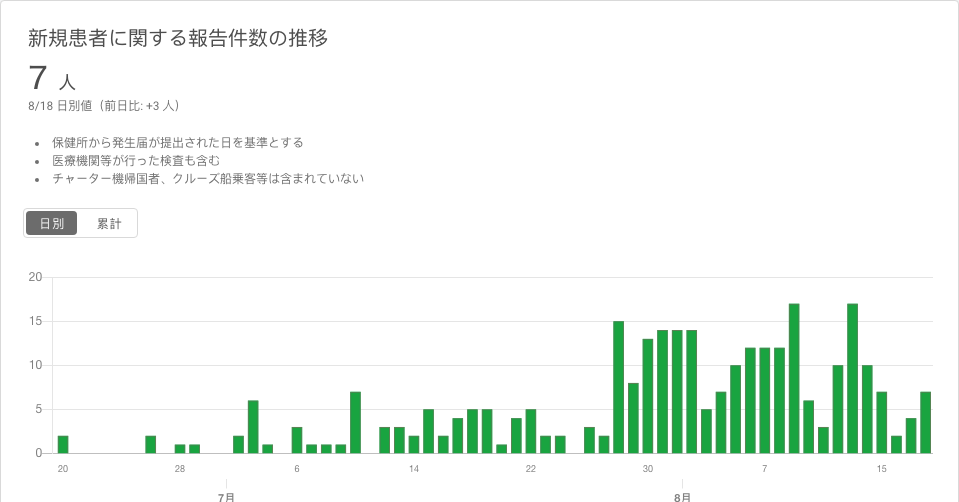 新規患者に関する報告件数の推移
7 人
8/18 日別値（前日比: +3 人）
保健所から発生届が提出された日を基準とする
医療機関等が行った検査も含む
チャーター機帰国者、クルーズ船乗客等は含まれていない
日別 累計
20
15
10
5
0
20 28 6 14 22 30 7 15
7月 8月